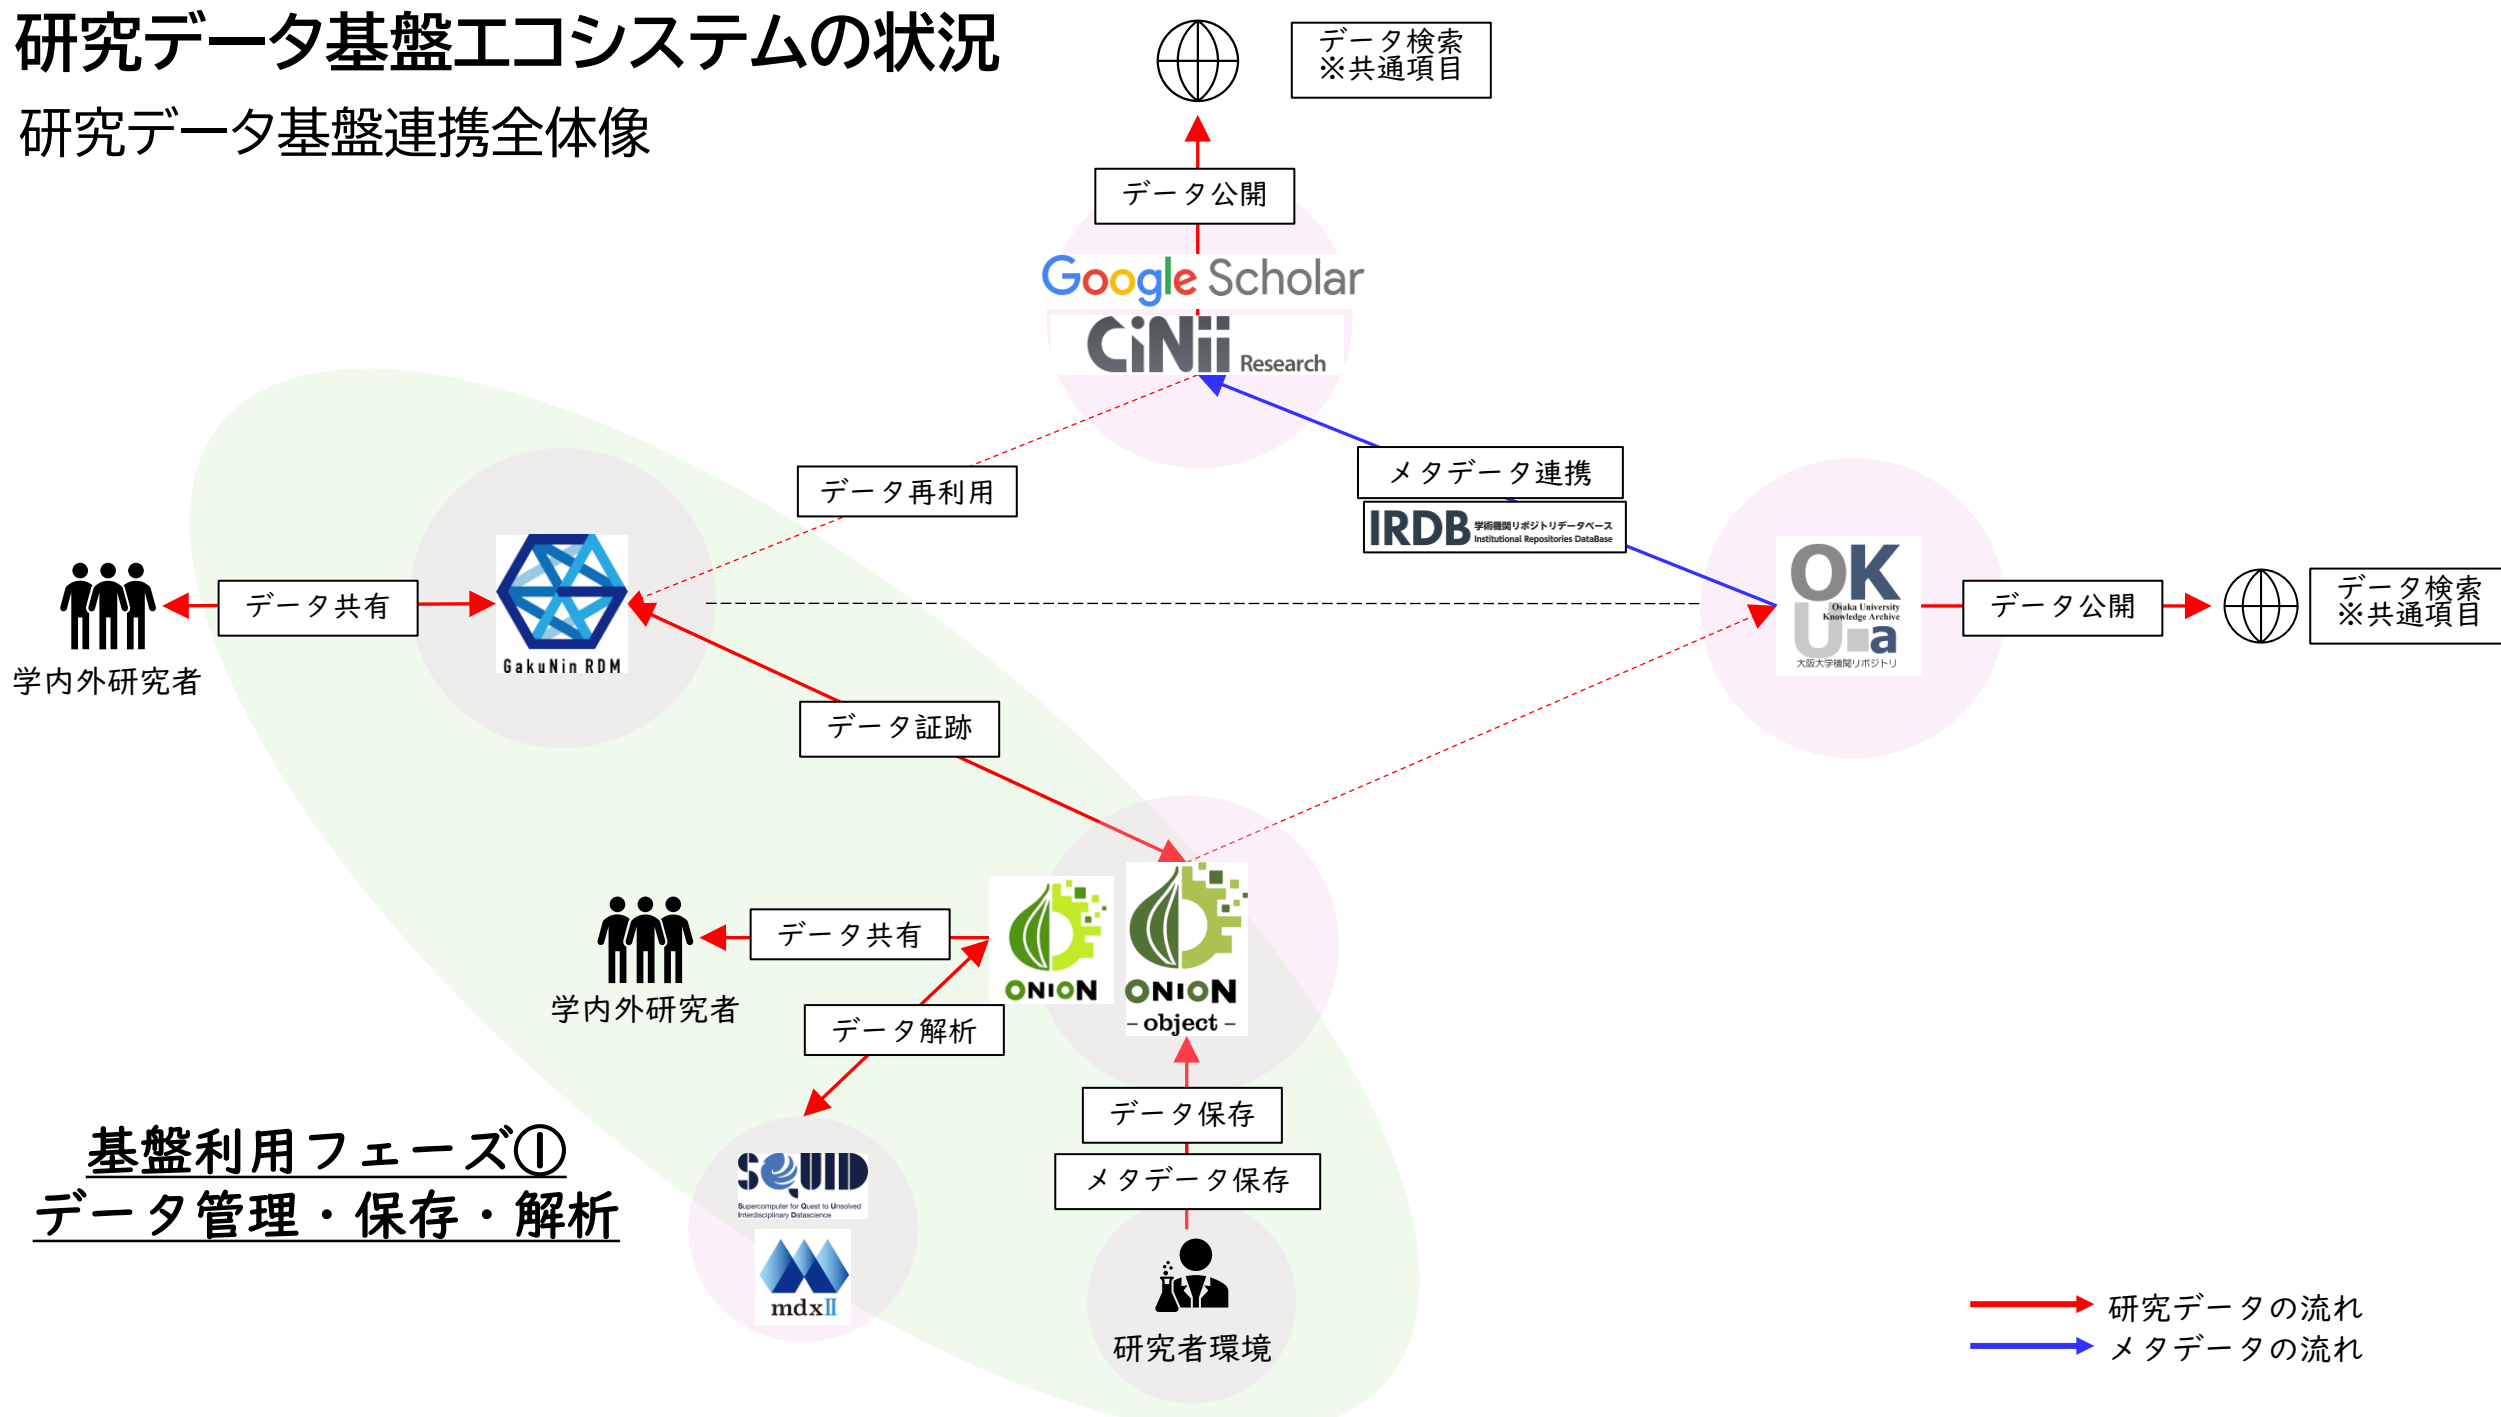 研究データ基盤エコシステムの状況
研究データ基盤連携全体像
データ検索
※共通項目
データ公開
Google Scholar
CiNii Research
データ再利用
メタデータ連携
IRDB 学術機関リポジトリデータベース
Institutional Repositories DataBase
データ共有
学内外研究者
GakuNin RDM
OKUa
Osaka University
Knowledge Archive
大阪大学機関リポジトリ
データ公開
データ検索
※共通項目
データ証跡
データ共有
学内外研究者
ONION
ONION
- object -
データ解析
データ保存
メタデータ保存
基盤利用フェーズ①
データ管理・保存・解析
SQUID
Supercomputer for Quest to Unsolved
Interdisciplinary Datascience
mdxⅡ
研究者環境
研究データの流れ
メタデータの流れ